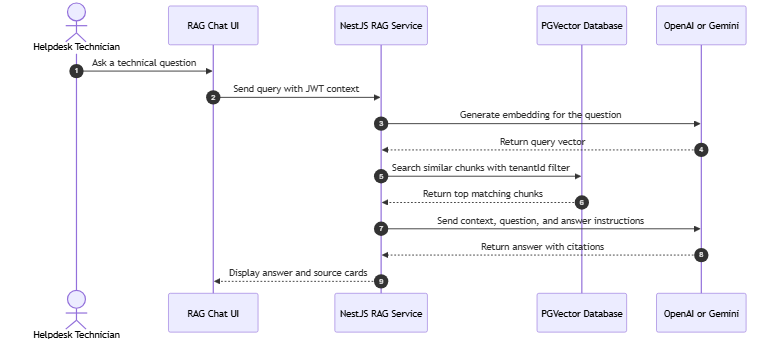 RAG Chat UI
NestJS RAG Service
PGVector Database
OpenAI or Gemini
Helpdesk Technician
1
Ask a technical question
2
Send query with JWT context
3
Generate embedding for the question
4
Return query vector
5
Search similar chunks with tenantId filter
6
Return top matching chunks
7
Send context, question, and answer instructions
8
Return answer with citations
9
Display answer and source cards
RAG Chat UI
NestJS RAG Service
PGVector Database
OpenAI or Gemini
Helpdesk Technician